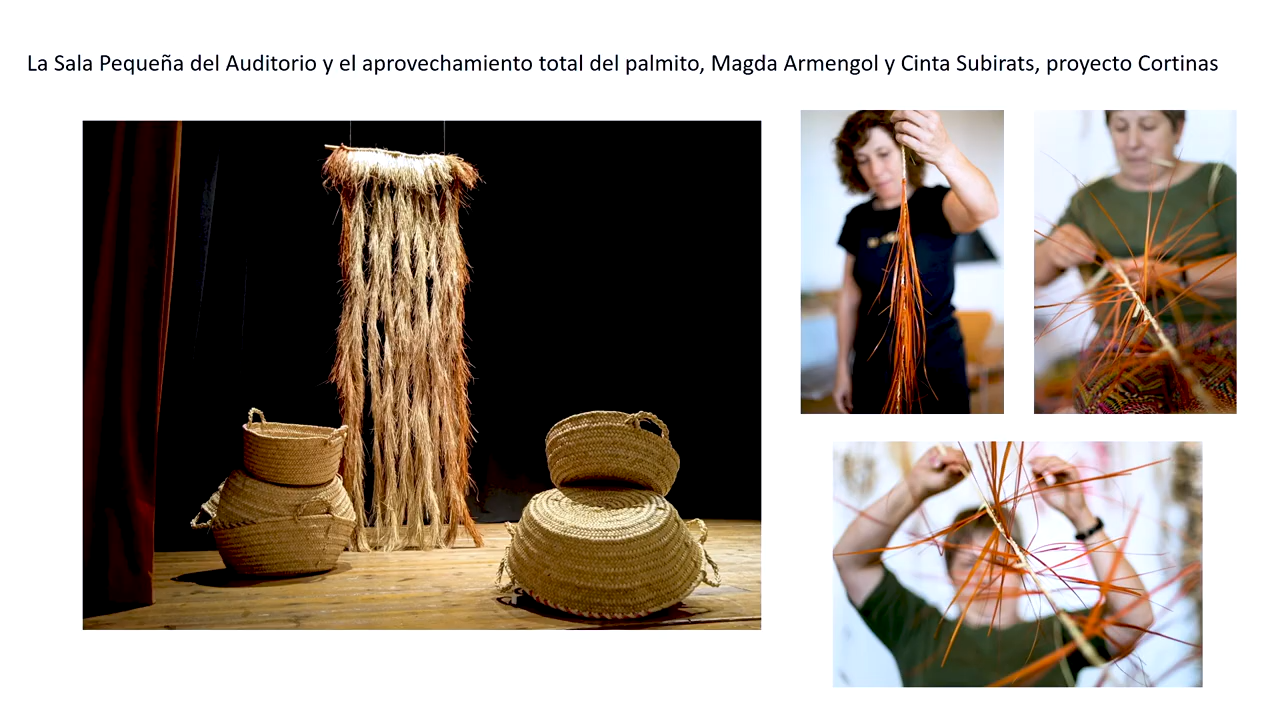 La Sala Pequeña del Auditorio y el aprovechamiento total del palmito, Magda Armengol y Cinta Subirats, proyecto Cortinas